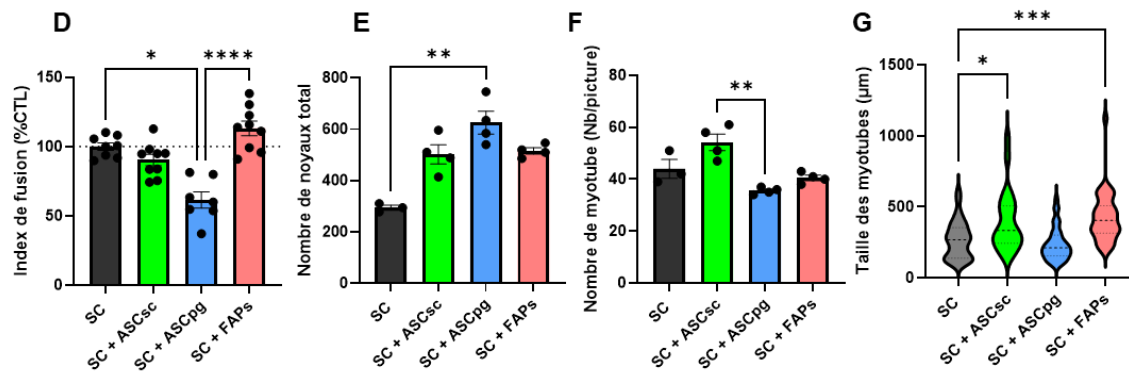 D
Index de fusion (%CTL)
150
100
50
0
*
****
SC
SC + ASCsc
SC + ASCpg
SC + FAPs
E
Nombre de noyaux total
800
600
400
200
0
**
SC
SC + ASCsc
SC + ASCpg
SC + FAPs
F
Nombre de myotube (Nb/picture)
80
60
40
20
0
**
SC
SC + ASCsc
SC + ASCpg
SC + FAPs
G
Taille des myotubes (μm)
1500
1000
500
0
***
*
SC
SC + ASCsc
SC + ASCpg
SC + FAPs